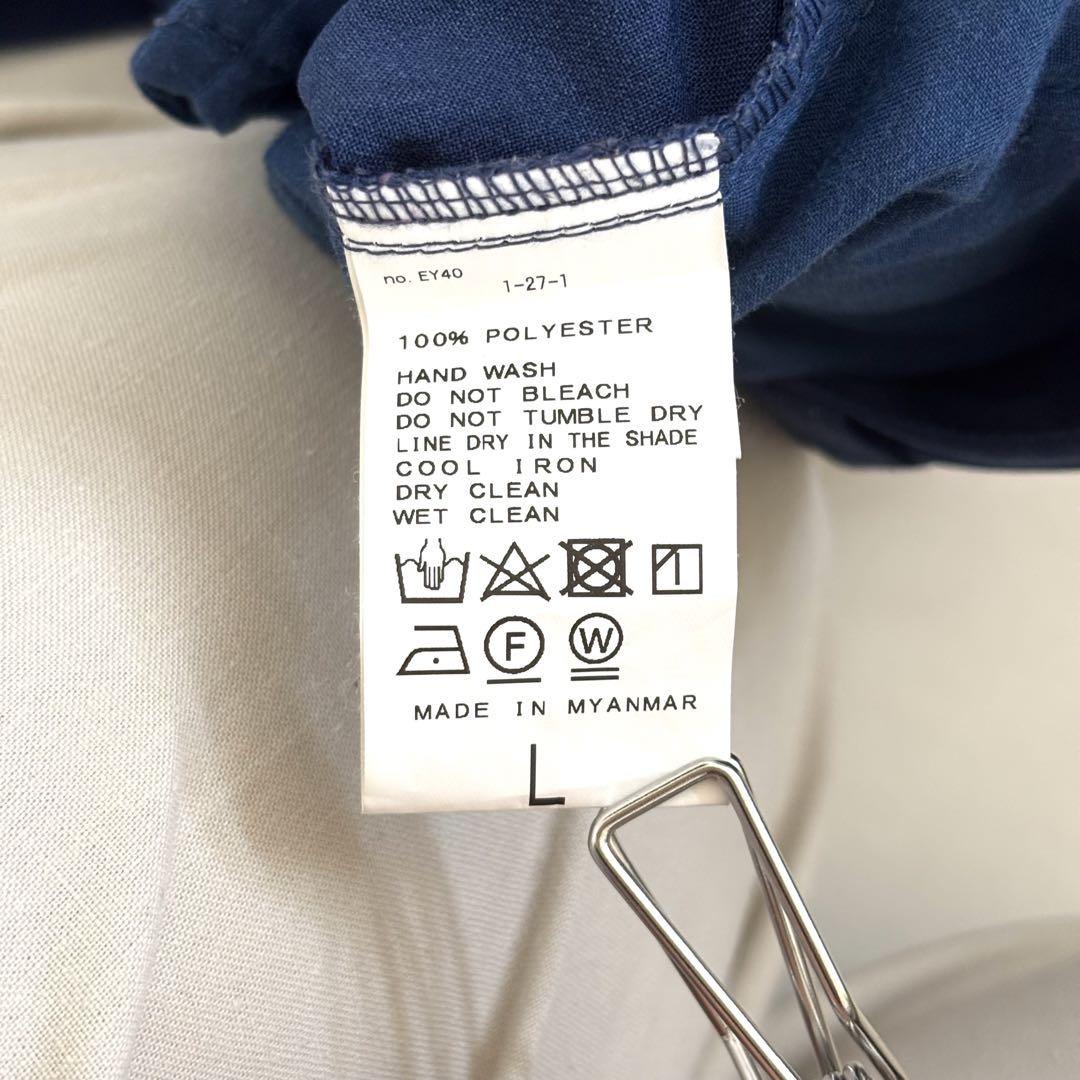 no. EY40
1-27-1
100% POLYESTER
HAND WASH
DO NOT BLEACH
DO NOT TUMBLE DRY
LINE DRY IN THE SHADE
COOL IRON
DRY CLEAN
WET CLEAN
F W
MADE IN MYANMAR
L